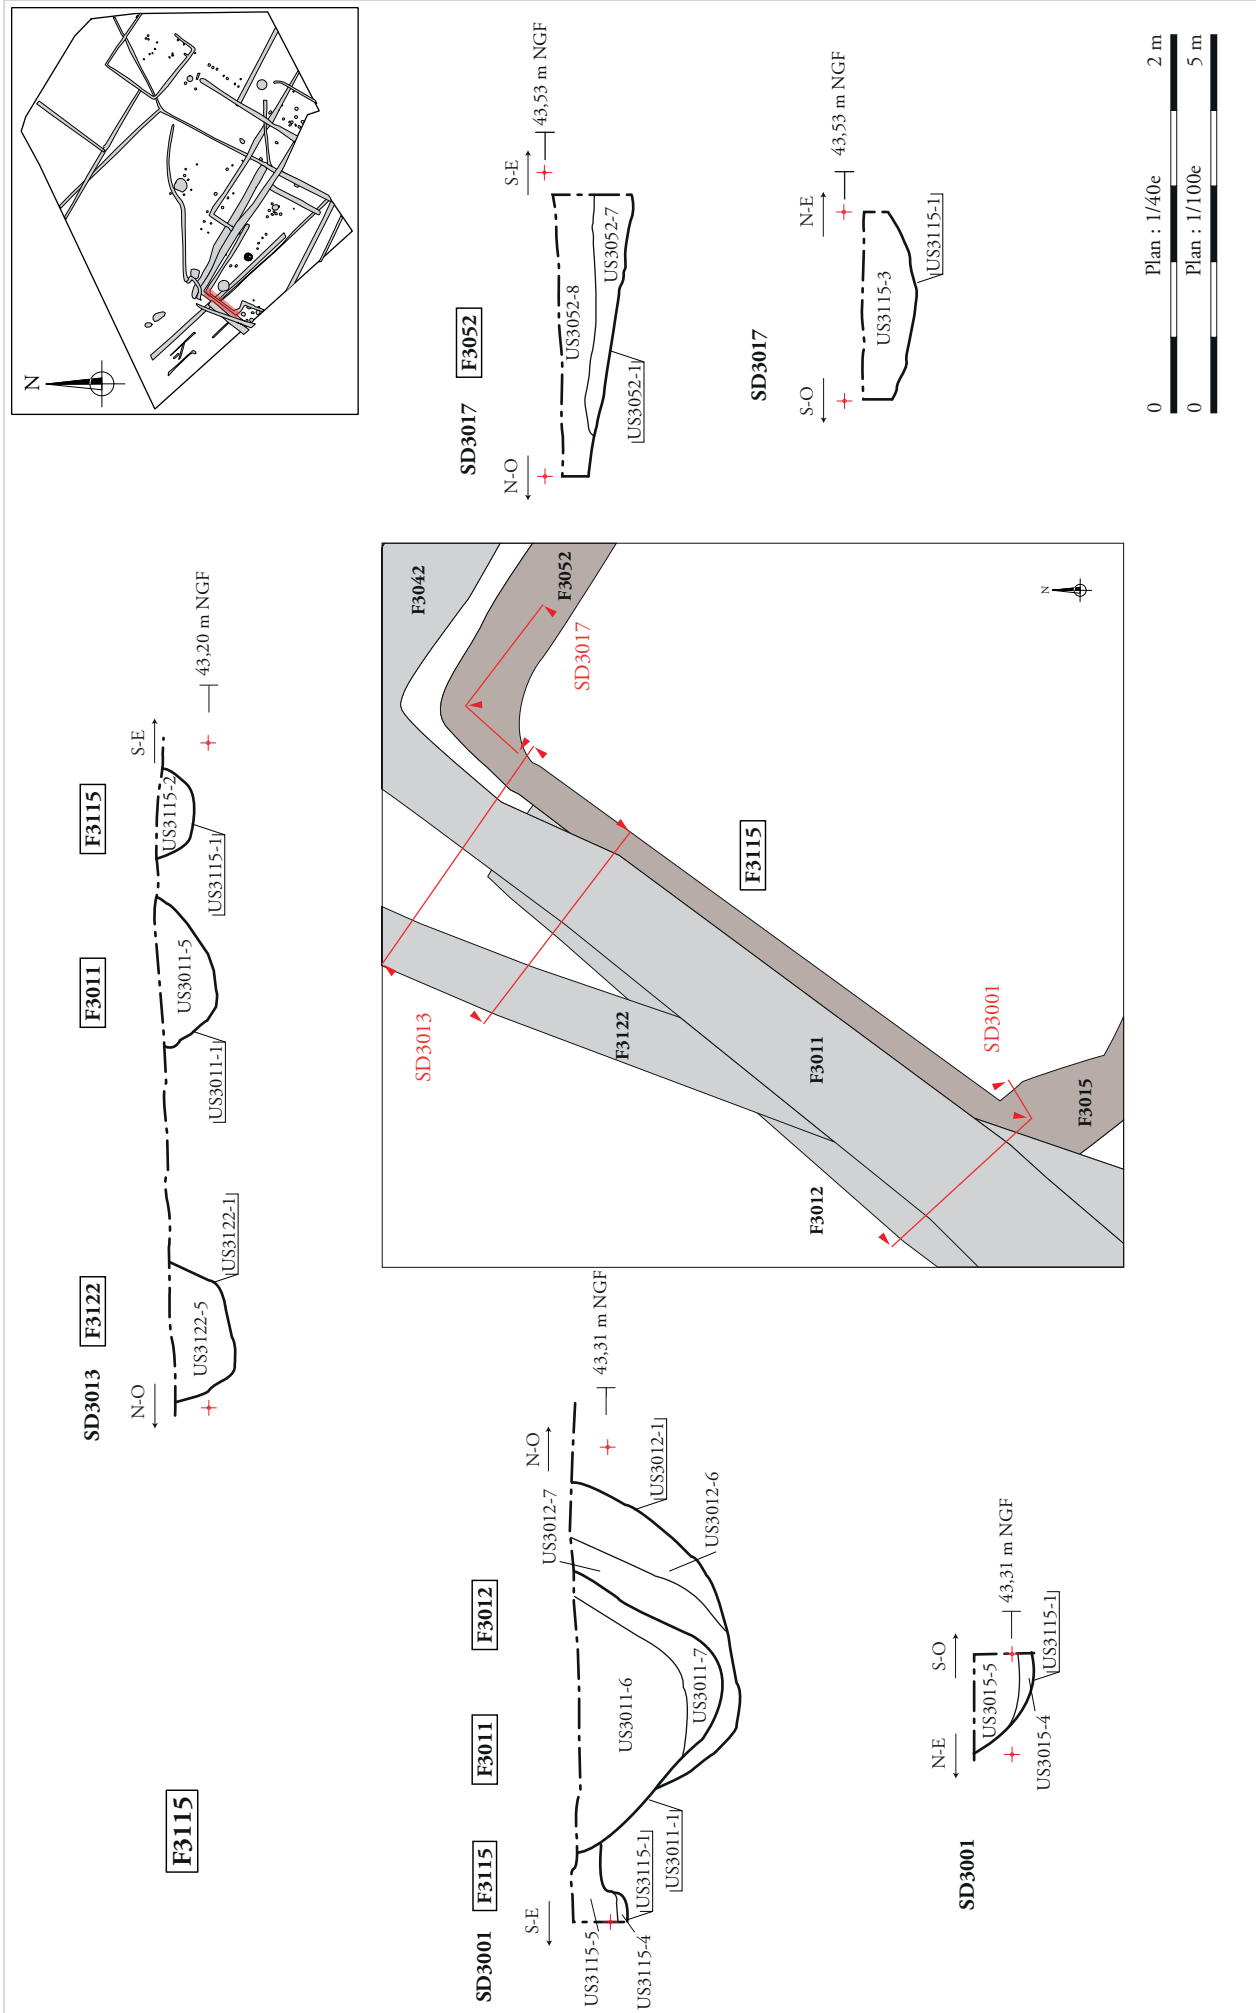 F3115
SD3013
F3122
F3011
F3115
N-O
S-E
US3122-5
US3122-1
US3011-5
US3011-1
US3115-2
US3115-1
43,20 m NGF
N
SD3001
F3115
F3011
F3012
S-E
N-O
US3115-5
US3115-4
US3115-1
US3011-1
US3011-6
US3011-7
US3012-7
US3012-6
US3012-1
43,31 m NGF
SD3001
N-E
S-O
US3015-5
US3015-4
US3115-1
43,31 m NGF
F3042
F3052
SD3017
SD3013
F3122
F3115
F3011
F3012
SD3001
F3015
N
SD3017
F3052
N-O
S-E
US3052-8
US3052-7
US3052-1
43,53 m NGF
SD3017
S-O
N-E
US3115-3
US3115-1
43,53 m NGF
0 Plan : 1/40e 2 m
0 Plan : 1/100e 5 m